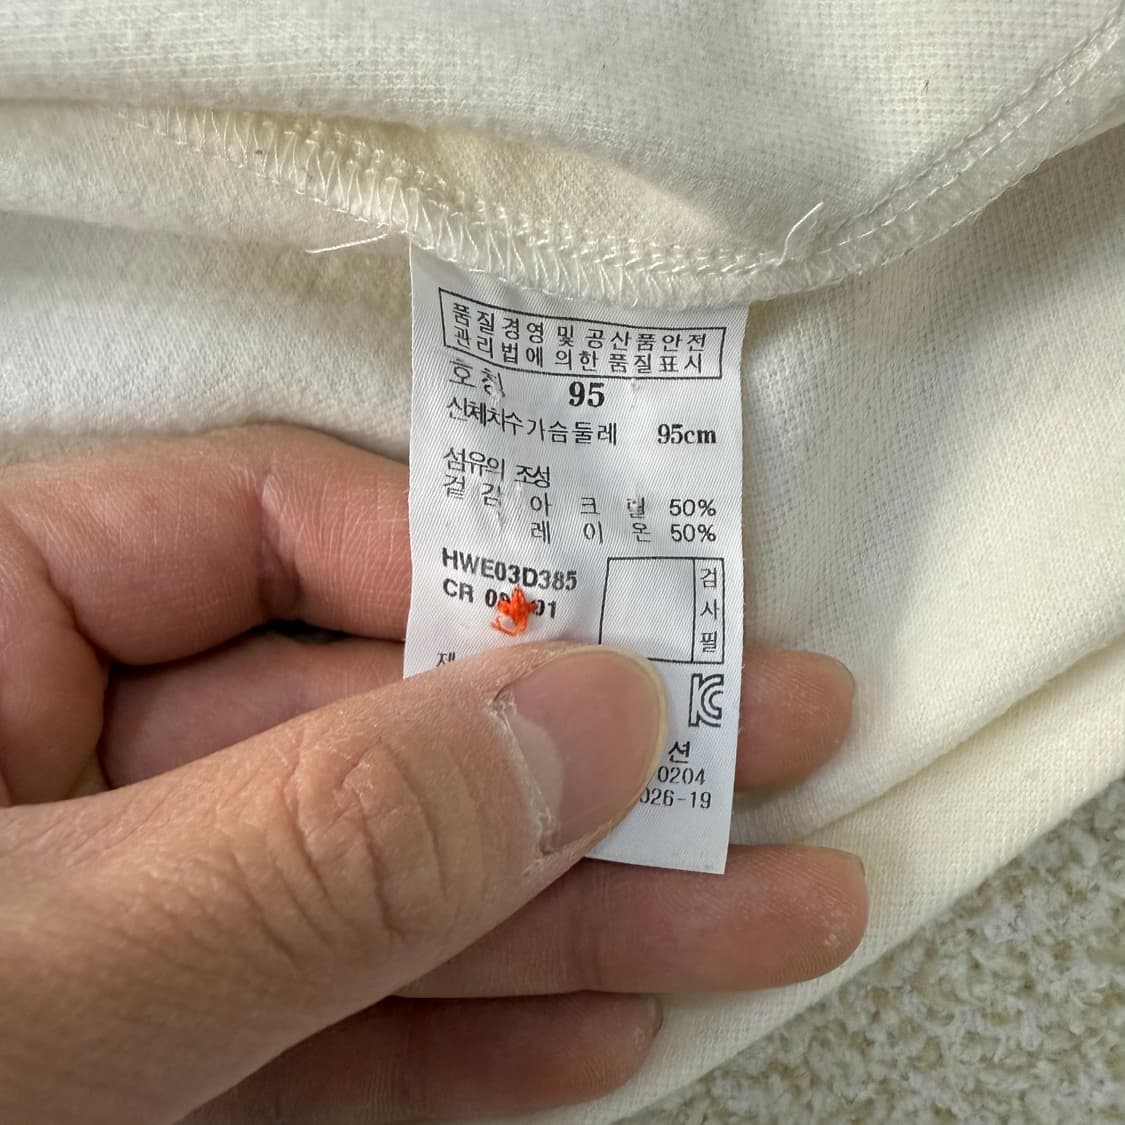 품질경영 및 공산품안전
관리법에 의한 품질표시
호칭 95
신체치수 가슴둘레 95cm
섬유의 조성
겉감 아크릴 50%
레이온 50%
HWE03D385
CR
검사필
션
0204
026-19